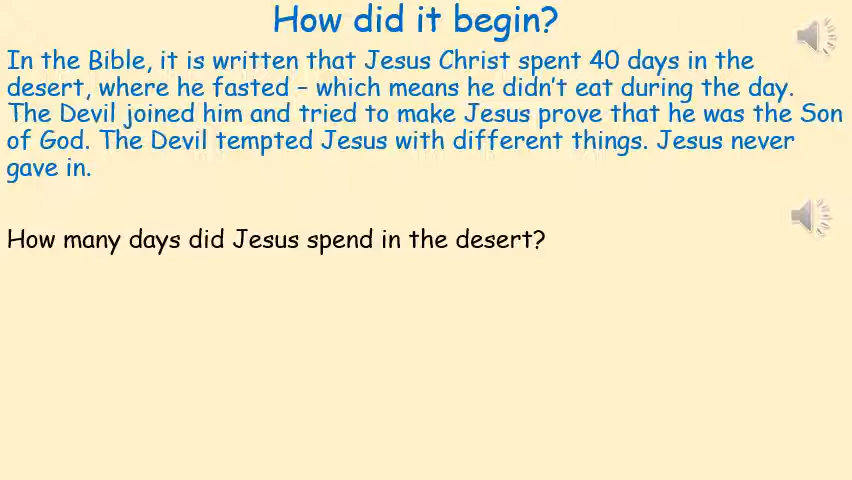 How did it begin?
In the Bible, it is written that Jesus Christ spent 40 days in the
desert, where he fasted – which means he didn’t eat during the day.
The Devil joined him and tried to make Jesus prove that he was the Son
of God. The Devil tempted Jesus with different things. Jesus never
gave in.
How many days did Jesus spend in the desert?